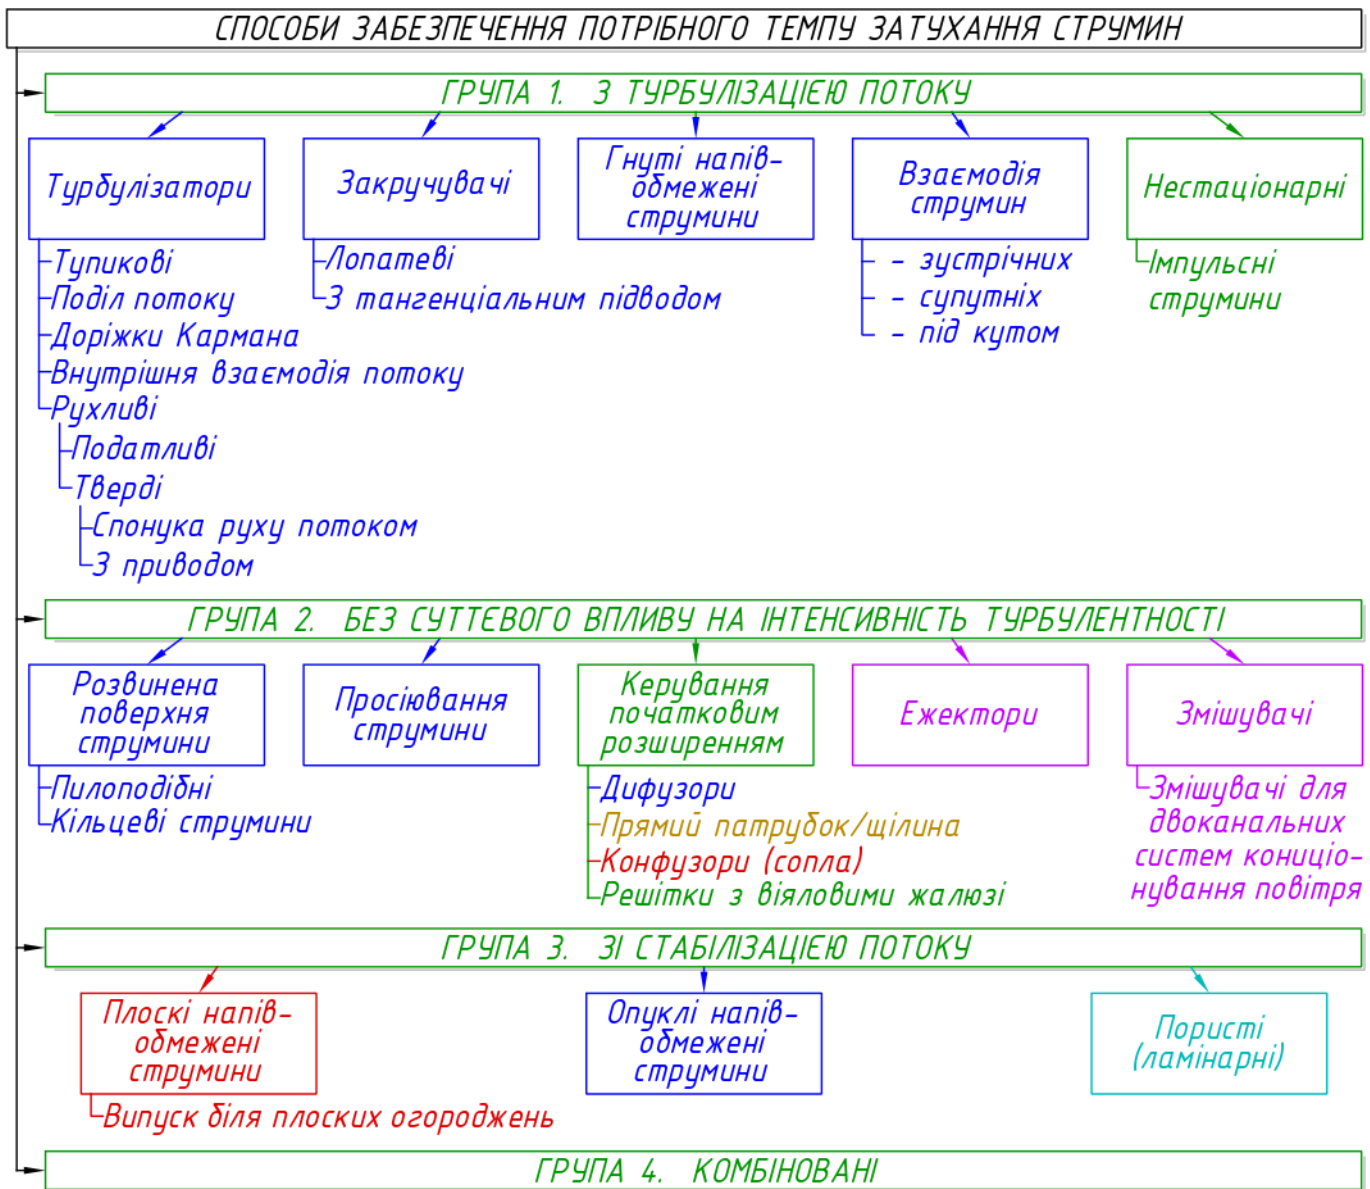 СПОСОБИ ЗАБЕЗПЕЧЕННЯ ПОТРІБНОГО ТЕМПУ ЗАТУХАННЯ СТРУМИН
ГРУПА 1. З ТУРБУЛІЗАЦІЄЮ ПОТОКУ
Турбулізатори
Тупикові
Поділ потоку
Доріжки Кармана
Внутрішня взаємодія потоку
Рухливі
Податливі
Тверді
Спонука руху потоком
З приводом
Закручувачі
Лопатеві
З тангенціальним підводом
Гнуті напів-
обмежені
струмини
Взаємодія
струмин
- зустрічних
- супутніх
- під кутом
Нестаціонарні
Імпульсні
струмини
ГРУПА 2. БЕЗ СУТТЄВОГО ВПЛИВУ НА ІНТЕНСИВНІСТЬ ТУРБУЛЕНТНОСТІ
Розвинена
поверхня
струмини
Пилоподібні
Кільцеві струмини
Просіювання
струмини
Керування
початковим
розширенням
Дифузори
Прямий патрубок/щілина
Конфузори (сопла)
Решітки з віяловими жалюзі
Ежектори
Змішувачі
Змішувачі для
двоканальних
систем кониціо-
нування повітря
ГРУПА 3. ЗІ СТАБІЛІЗАЦІЄЮ ПОТОКУ
Плоскі напів-
обмежені
струмини
Випуск біля плоских огороджень
Опуклі напів-
обмежені
струмини
Пористі
(ламінарні)
ГРУПА 4. КОМБІНОВАНІ